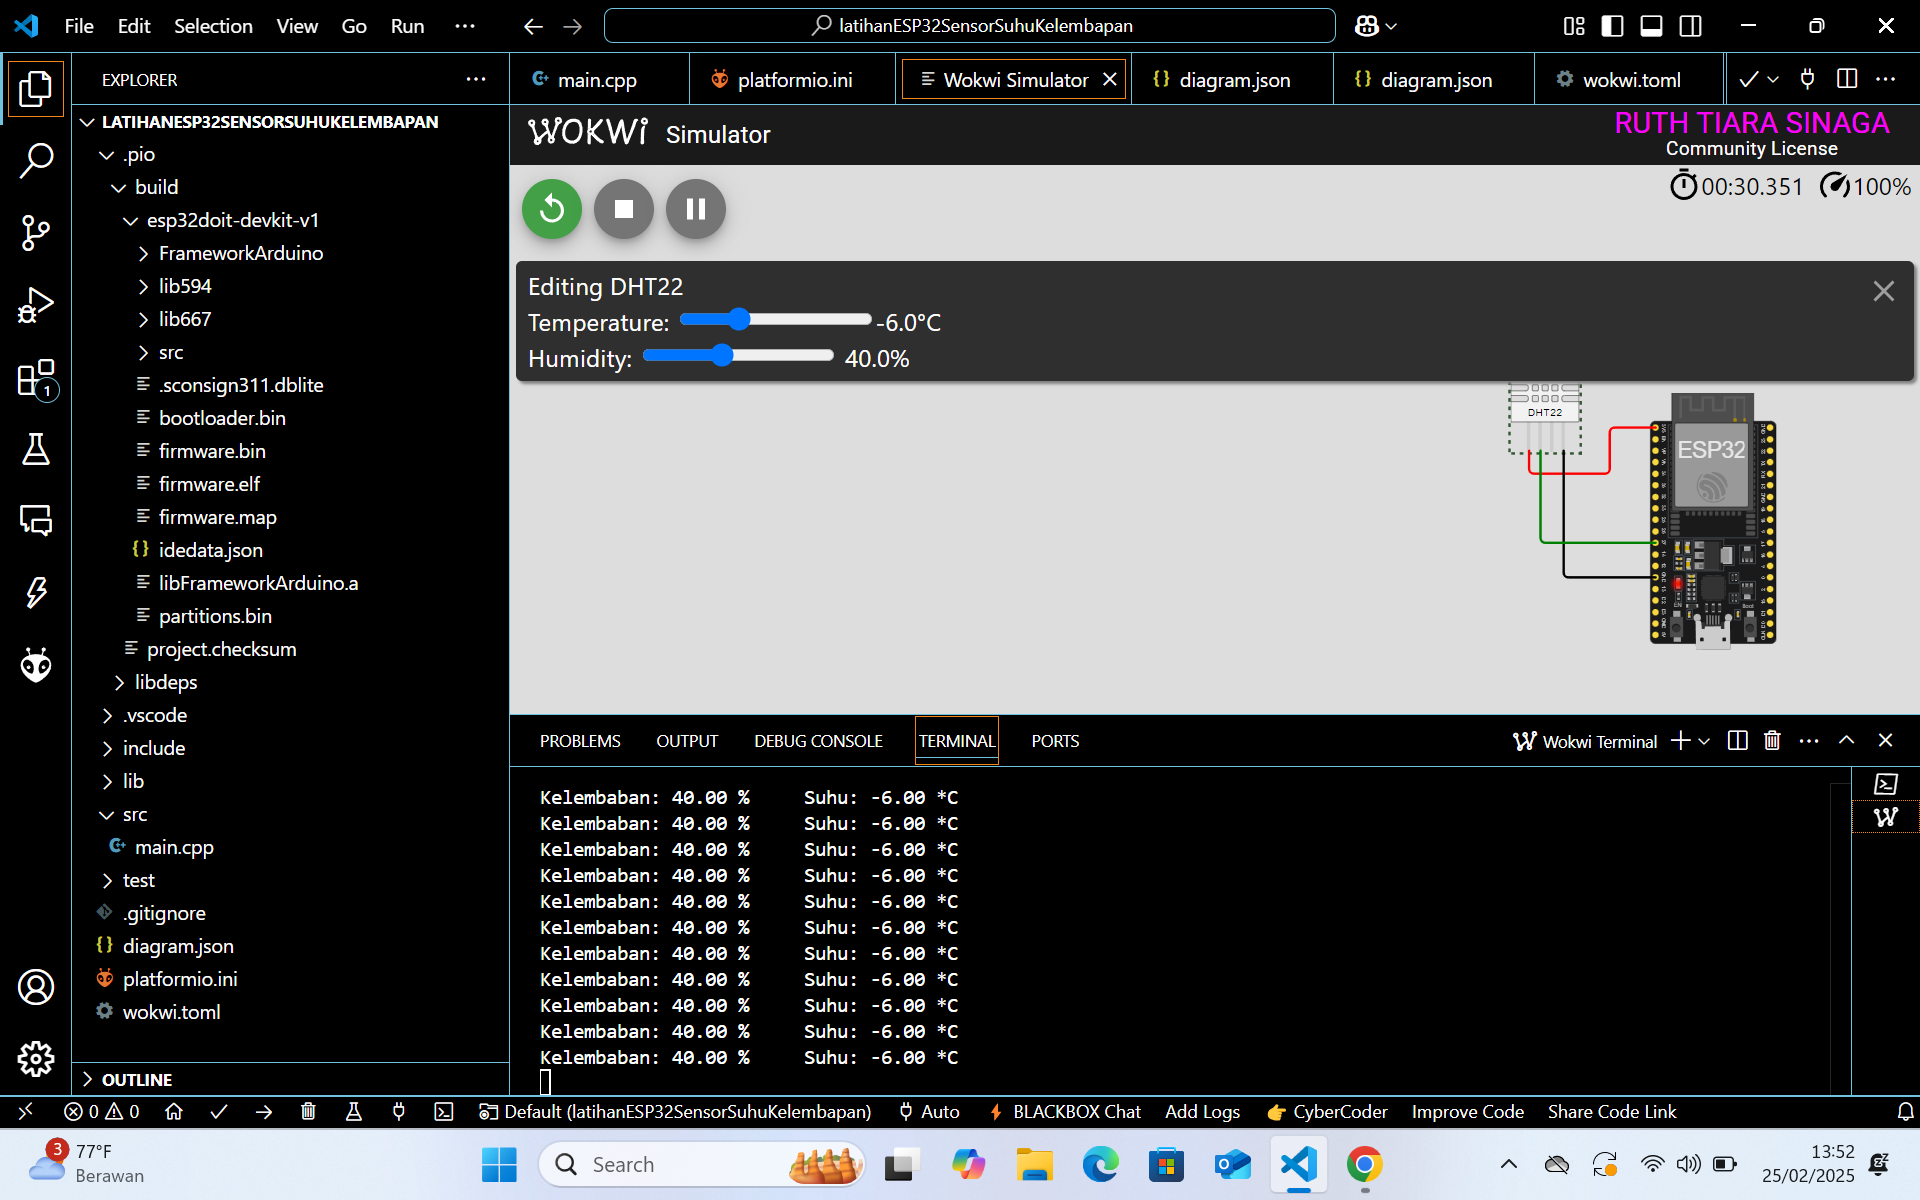 File Edit Selection View Go Run ···
latihanESP32SensorSuhuKelembapan
EXPLORER
main.cpp
platformio.ini
Wokwi Simulator
diagram.json
diagram.json
wokwi.toml
LATIHANESP32SENSORSUHUKELEMBAPAN
.pio
build
esp32doit-devkit-v1
FrameworkArduino
lib594
lib667
src
.sconsign311.dblite
bootloader.bin
firmware.bin
firmware.elf
firmware.map
idedata.json
libFrameworkArduino.a
partitions.bin
project.checksum
libdeps
.vscode
include
lib
src
main.cpp
test
.gitignore
diagram.json
platformio.ini
wokwi.toml
OUTLINE
1
WOKWi Simulator
RUTH TIARA SINAGA
Community License
00:30.351 100%
Editing DHT22
Temperature: -6.0°C
Humidity: 40.0%
DHT22
ESP32
PROBLEMS OUTPUT DEBUG CONSOLE TERMINAL PORTS
Wokwi Terminal
Kelembaban: 40.00 % Suhu: -6.00 *C
Kelembaban: 40.00 % Suhu: -6.00 *C
Kelembaban: 40.00 % Suhu: -6.00 *C
Kelembaban: 40.00 % Suhu: -6.00 *C
Kelembaban: 40.00 % Suhu: -6.00 *C
Kelembaban: 40.00 % Suhu: -6.00 *C
Kelembaban: 40.00 % Suhu: -6.00 *C
Kelembaban: 40.00 % Suhu: -6.00 *C
Kelembaban: 40.00 % Suhu: -6.00 *C
Kelembaban: 40.00 % Suhu: -6.00 *C
Kelembaban: 40.00 % Suhu: -6.00 *C
0 0 Default (latihanESP32SensorSuhuKelembapan) Auto BLACKBOX Chat Add Logs CyberCoder Improve Code Share Code Link
3
77°F
Berawan
Search
13:52
25/02/2025